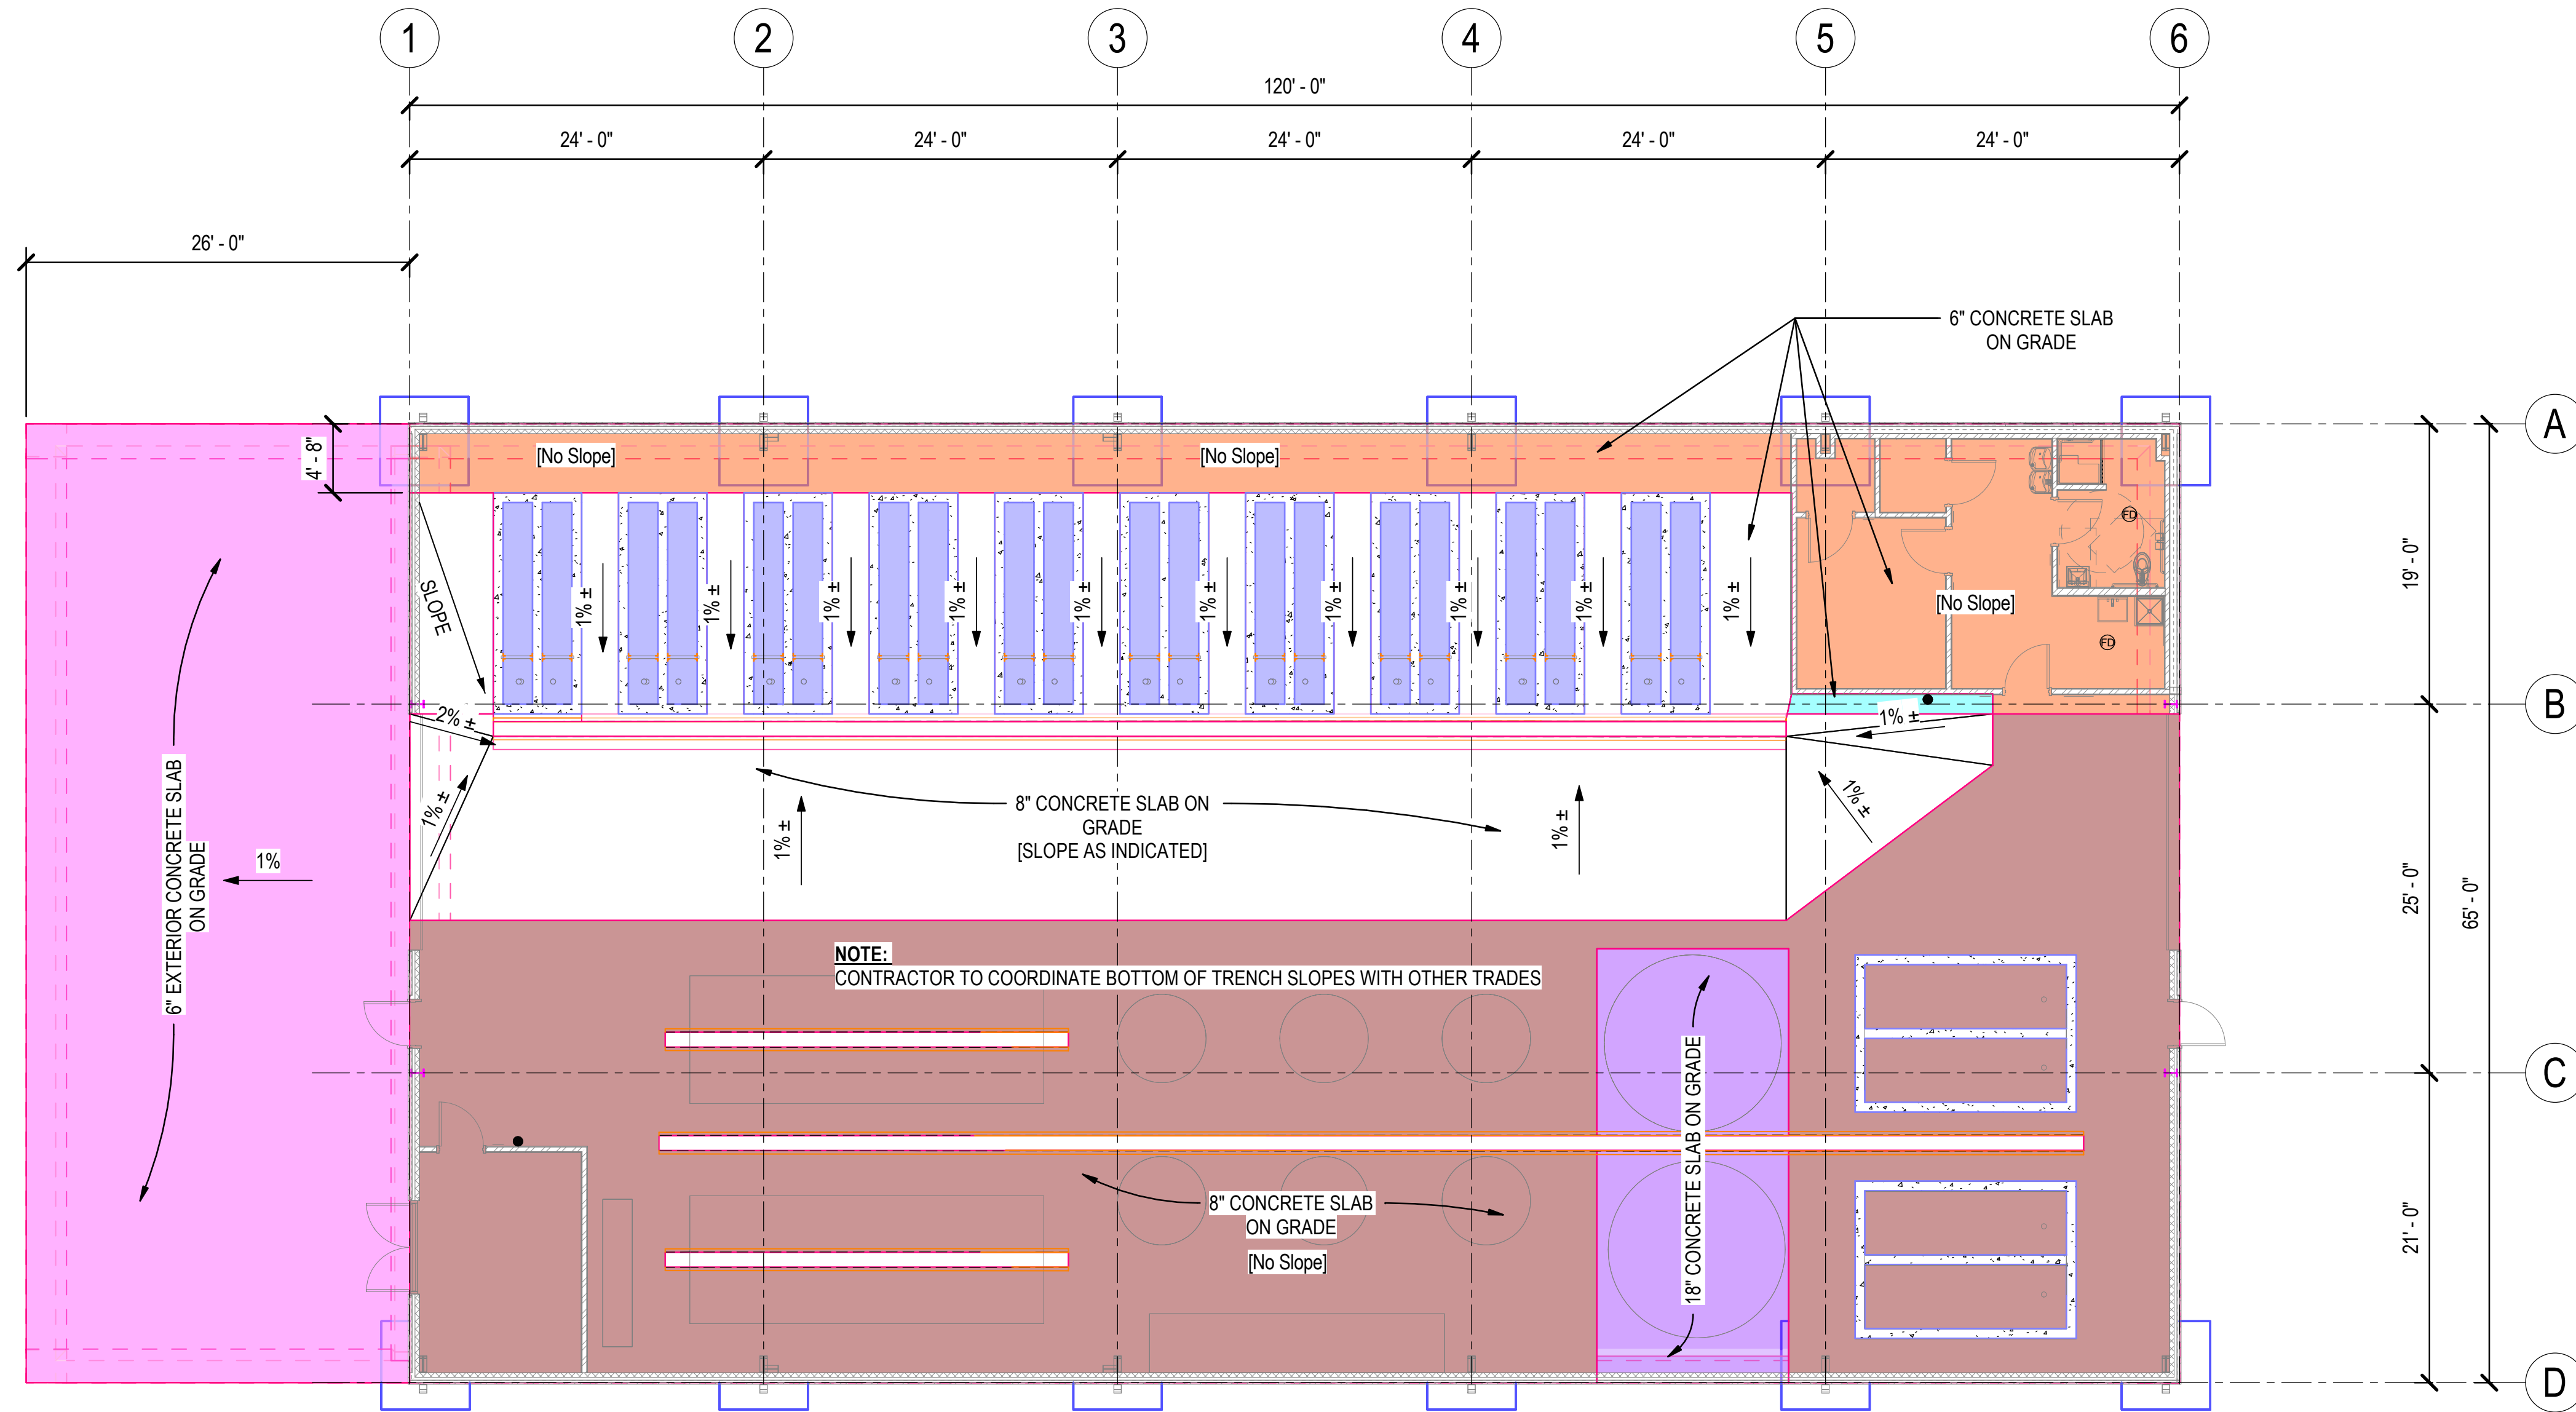 1
2
3
4
5
6
120' - 0"
24' - 0"
24' - 0"
24' - 0"
24' - 0"
24' - 0"
26' - 0"
6" CONCRETE SLAB
ON GRADE
4' - 8"
[No Slope]
[No Slope]
A
SLOPE
1% ±
1% ±
1% ±
1% ±
1% ±
1% ±
1% ±
1% ±
1% ±
1% ±
FD
19' - 0"
[No Slope]
FD
B
2% ±
1% ±
6" EXTERIOR CONCRETE SLAB
ON GRADE
1%
1% ±
1% ±
8" CONCRETE SLAB ON
GRADE
[SLOPE AS INDICATED]
1% ±
1% ±
25' - 0"
65' - 0"
NOTE:
CONTRACTOR TO COORDINATE BOTTOM OF TRENCH SLOPES WITH OTHER TRADES
18" CONCRETE SLAB ON GRADE
C
8" CONCRETE SLAB
ON GRADE
[No Slope]
21' - 0"
D